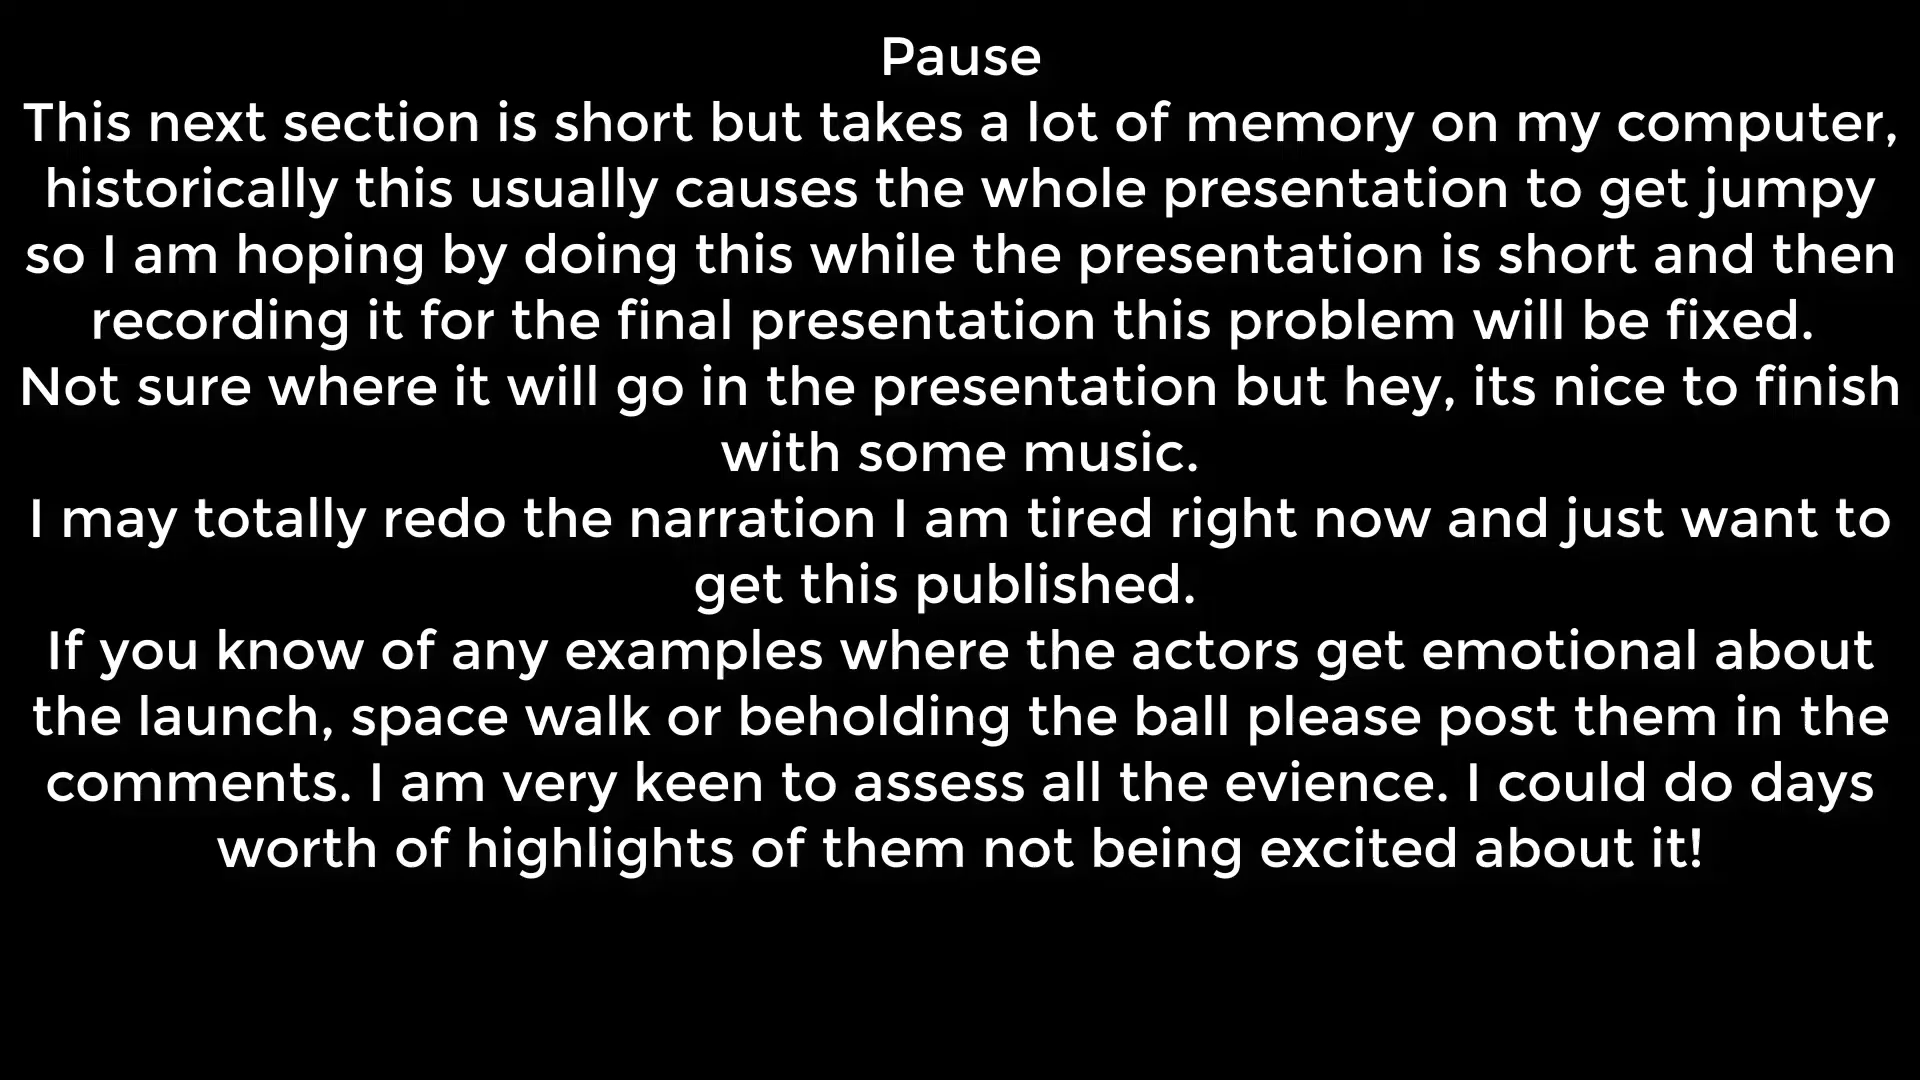 Pause
This next section is short but takes a lot of memory on my computer,
historically this usually causes the whole presentation to get jumpy
so I am hoping by doing this while the presentation is short and then
recording it for the final presentation this problem will be fixed.
Not sure where it will go in the presentation but hey, its nice to finish
with some music.
I may totally redo the narration I am tired right now and just want to
get this published.
If you know of any examples where the actors get emotional about
the launch, space walk or beholding the ball please post them in the
comments. I am very keen to assess all the evience. I could do days
worth of highlights of them not being excited about it!